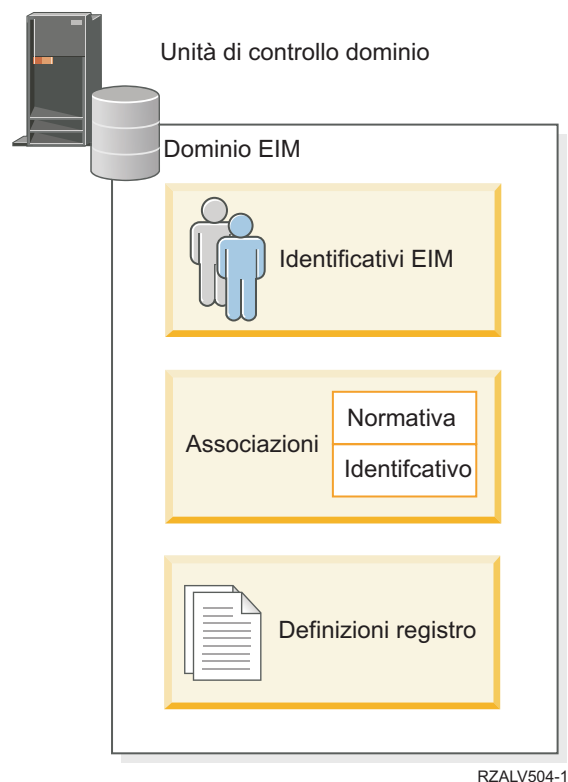 Unità di controllo dominio
Dominio EIM
Identificativi EIM
Associazioni
Normativa
Identifcativo
Definizioni registro
RZALV504-1